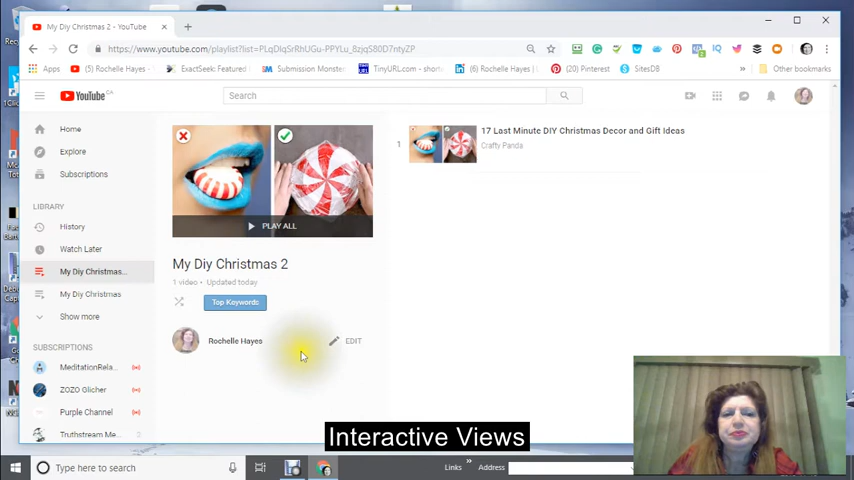 My Diy Christmas 2 - YouTube
https://www.youtube.com/playlist?list=PLqDlqSrRhUGu-PPYLu_8zjqS80D7ntyZP
Apps (5) Rochelle Hayes - ExactSeek: Featured Submission Monster TinyURL.com - short (6) Rochelle Hayes (20) Pinterest SitesDB » Other bookmarks
YouTube CA
Search
Home
Explore
Subscriptions
LIBRARY
History
Watch Later
My Diy Christmas...
My Diy Christmas
Show more
SUBSCRIPTIONS
MeditationRela...
ZOZO Glicher
Purple Channel
Truthstream Me...
PLAY ALL
My Diy Christmas 2
1 video • Updated today
Top Keywords
Rochelle Hayes
EDIT
1
17 Last Minute DIY Christmas Decor and Gift Ideas
Crafty Panda
Interactive Views
Type here to search
Links »
Address